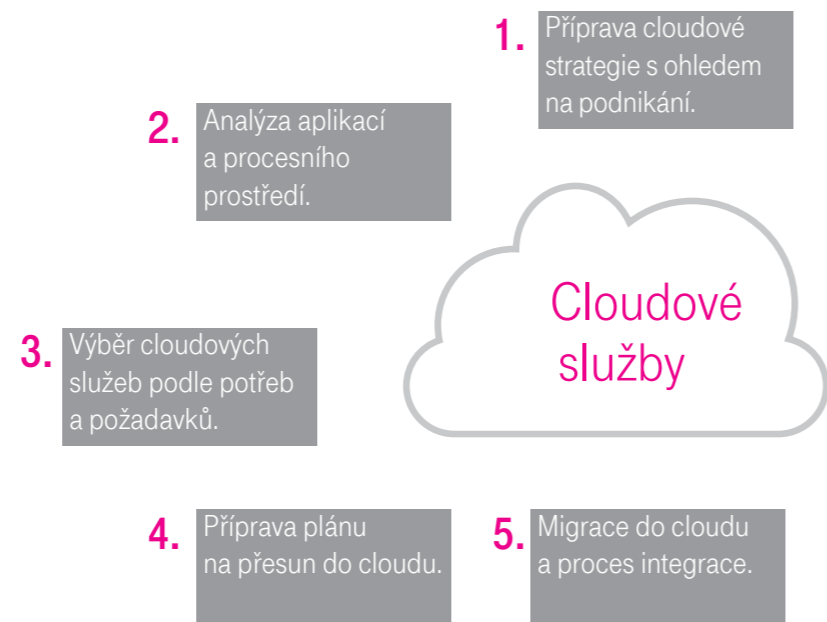 1. Příprava cloudové
strategie s ohledem
na podnikání.
2. Analýza aplikací
a procesního
prostředí.
Cloudové
služby
3. Výběr cloudových
služeb podle potřeb
a požadavků.
4. Příprava plánu
na přesun do cloudu.
5. Migrace do cloudu
a proces integrace.